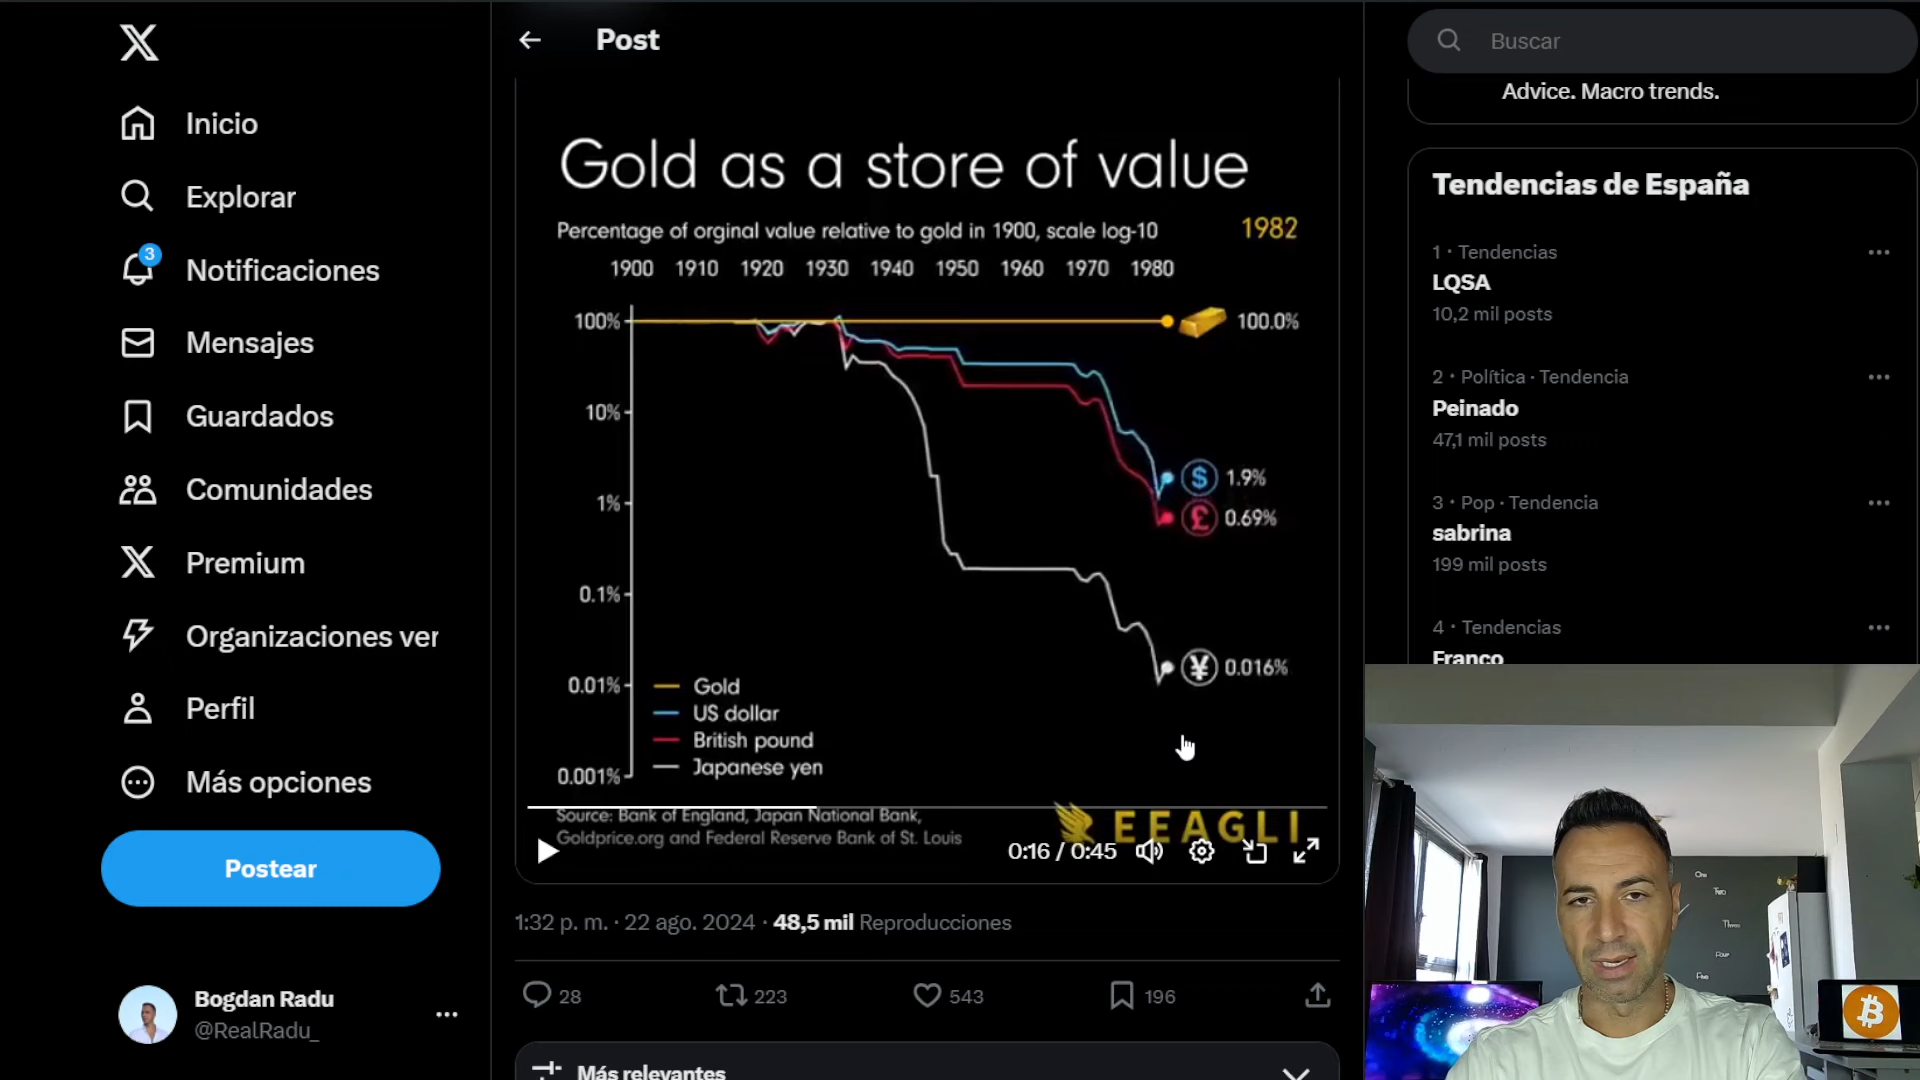 Inicio
Explorar
3
Notificaciones
Mensajes
Guardados
Comunidades
Premium
Organizaciones ver
Perfil
Más opciones
Postear
Bogdan Radu
@RealRadu_
Post
Gold as a store of value
Percentage of orginal value relative to gold in 1900, scale log-10
1982
1900 1910 1920 1930 1940 1950 1960 1970 1980
100%
100.0%
10%
$ 1.9%
1%
£ 0.69%
0.1%
¥ 0.016%
0.01%
0.001%
Gold
US dollar
British pound
Japanese yen
Source: Bank of England, Japan National Bank,
Goldprice.org and Federal Reserve Bank of St. Louis
EEAGLI
0:16 / 0:45
1:32 p. m. · 22 ago. 2024 · 48,5 mil Reproducciones
28
223
543
196
Más relevantes
Buscar
Advice. Macro trends.
Tendencias de España
1 · Tendencias
LQSA
10,2 mil posts
2 · Política · Tendencia
Peinado
47,1 mil posts
3 · Pop · Tendencia
sabrina
199 mil posts
4 · Tendencias
Franco
One
Two
Three
Four
Five